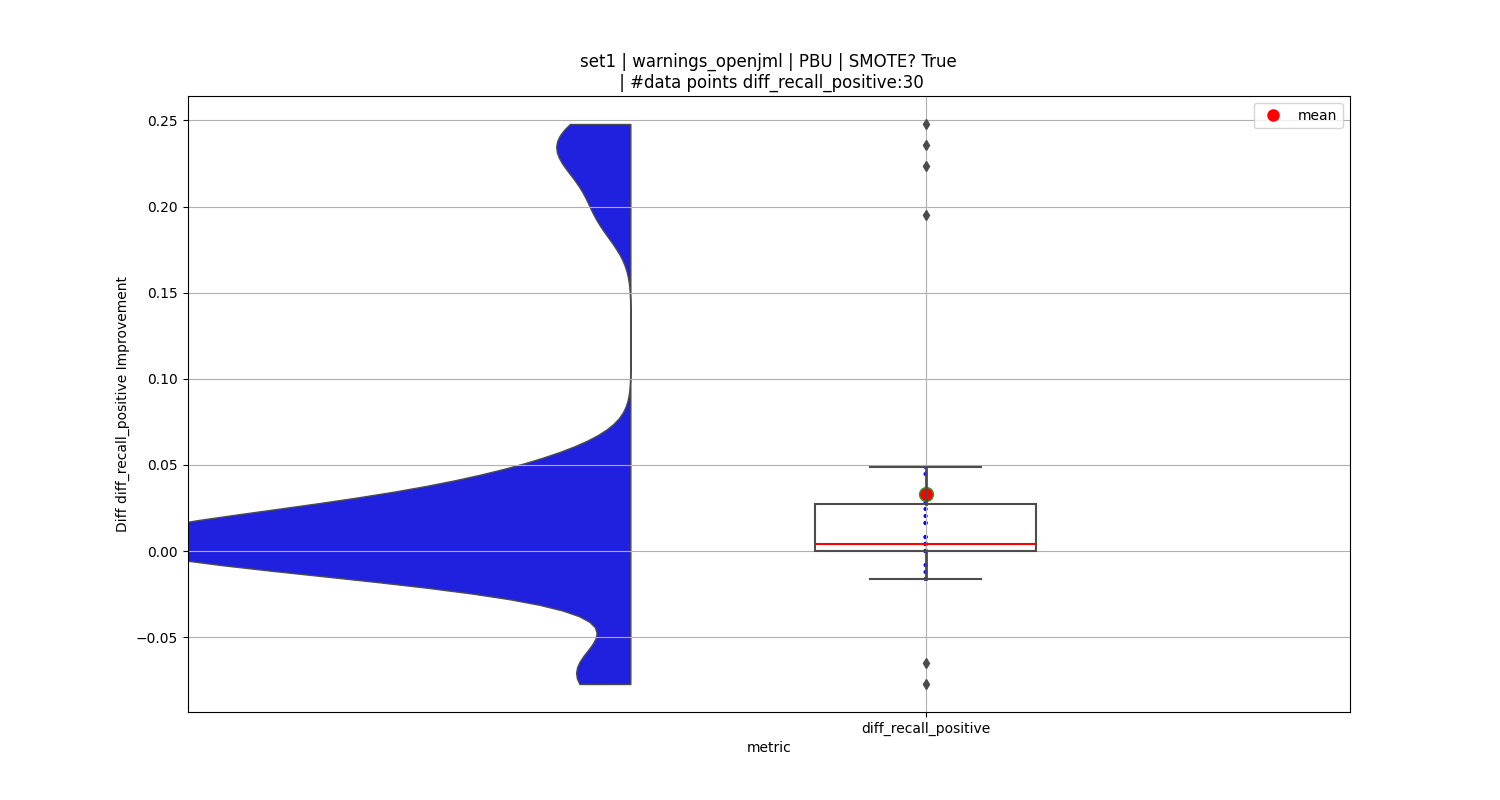 set1 | warnings_openjml | PBU | SMOTE? True
| #data points diff_recall_positive:30
mean
0.25
0.20
0.15
0.10
0.05
0.00
−0.05
Diff diff_recall_positive Improvement
diff_recall_positive
metric